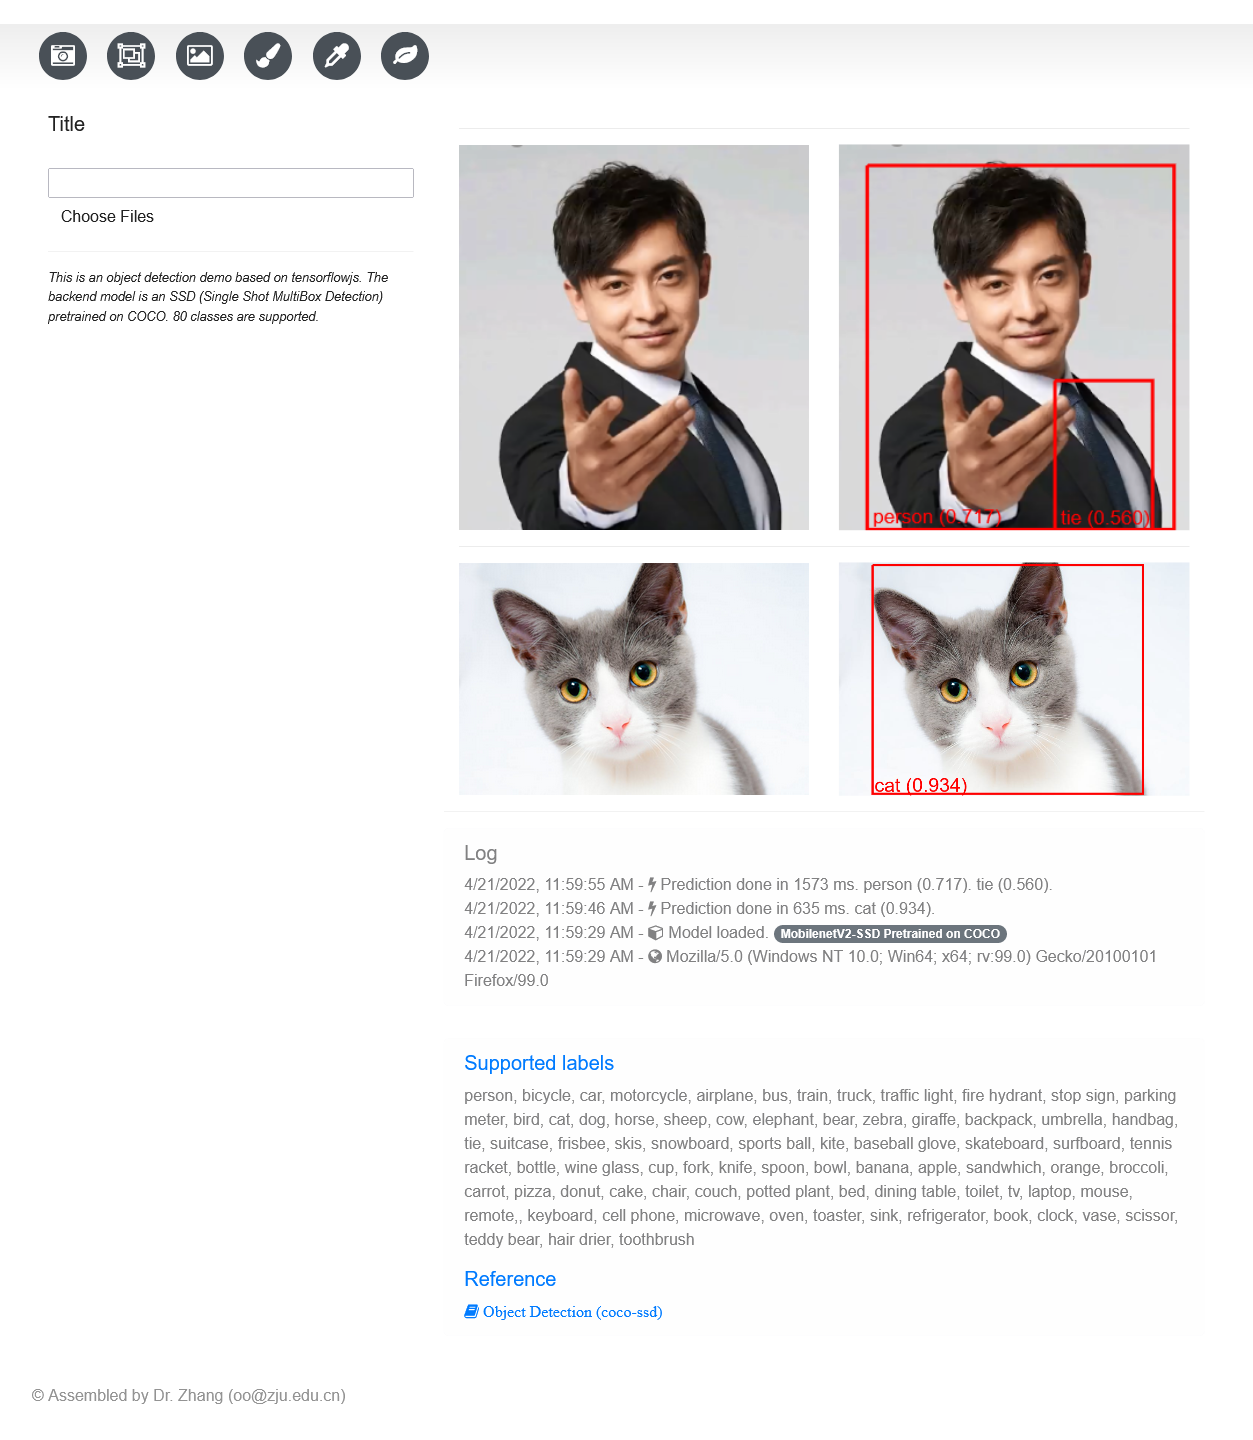 Title
Choose Files
This is an object detection demo based on tensorflowjs. The
backend model is an SSD (Single Shot MultiBox Detection)
pretrained on COCO. 80 classes are supported.
person (0.717)
tie (0.560)
cat (0.934)
Log
4/21/2022, 11:59:55 AM - Prediction done in 1573 ms. person (0.717). tie (0.560).
4/21/2022, 11:59:46 AM - Prediction done in 635 ms. cat (0.934).
4/21/2022, 11:59:29 AM - Model loaded. MobilenetV2-SSD Pretrained on COCO
4/21/2022, 11:59:29 AM - Mozilla/5.0 (Windows NT 10.0; Win64; x64; rv:99.0) Gecko/20100101
Firefox/99.0
Supported labels
person, bicycle, car, motorcycle, airplane, bus, train, truck, traffic light, fire hydrant, stop sign, parking
meter, bird, cat, dog, horse, sheep, cow, elephant, bear, zebra, giraffe, backpack, umbrella, handbag,
tie, suitcase, frisbee, skis, snowboard, sports ball, kite, baseball glove, skateboard, surfboard, tennis
racket, bottle, wine glass, cup, fork, knife, spoon, bowl, banana, apple, sandwhich, orange, broccoli,
carrot, pizza, donut, cake, chair, couch, potted plant, bed, dining table, toilet, tv, laptop, mouse,
remote,, keyboard, cell phone, microwave, oven, toaster, sink, refrigerator, book, clock, vase, scissor,
teddy bear, hair drier, toothbrush
Reference
Object Detection (coco-ssd)
© Assembled by Dr. Zhang (oo@zju.edu.cn)